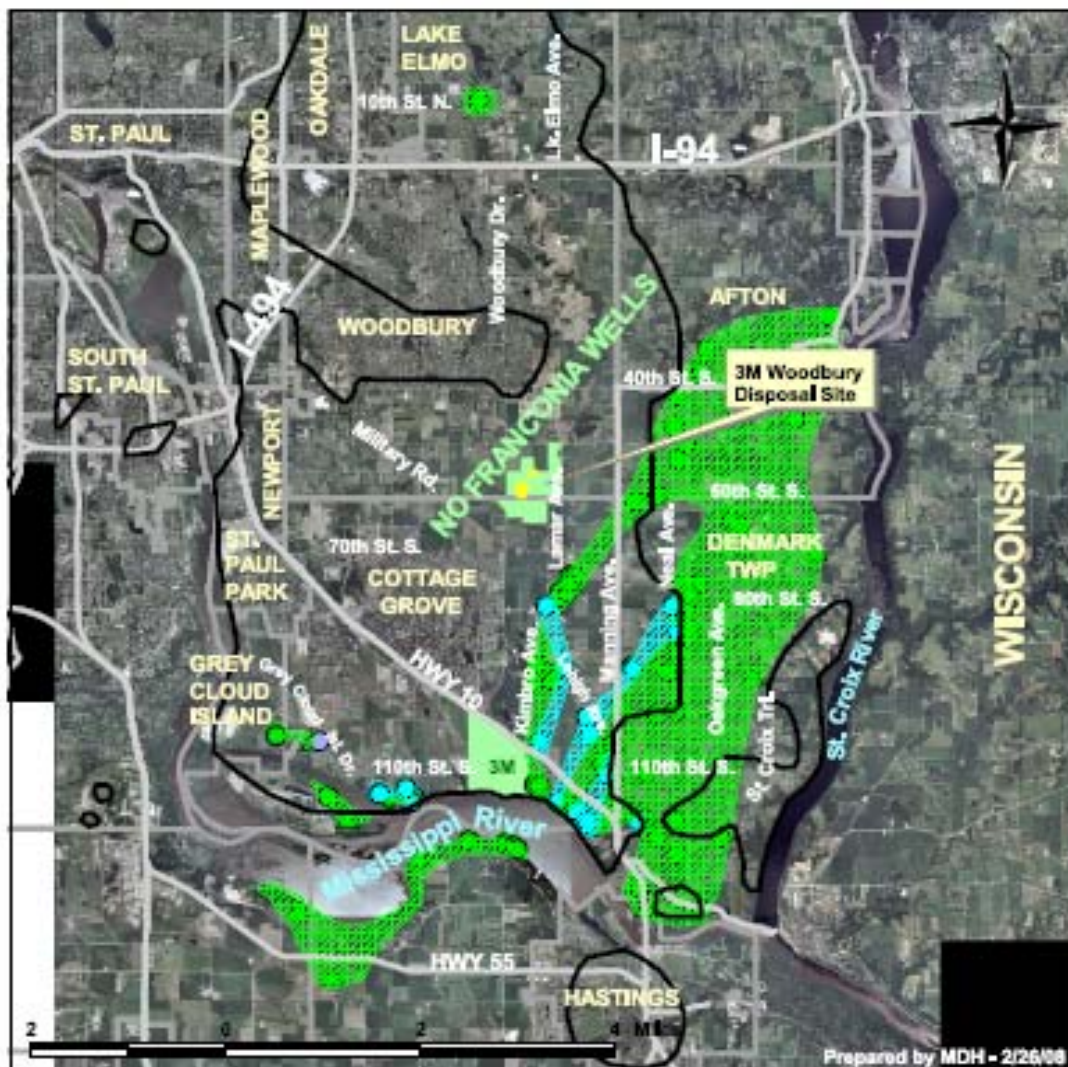 LAKE
ELMO
OAKDALE
10th St. N.
Lk. Elmo Ave.
ST. PAUL
MAPLEWOOD
I-94
Woodbury Dr.
I-494
WOODBURY
AFTON
NO FRANCONIA WELLS
SOUTH
ST. PAUL
3M Woodbury
Disposal Site
40th St. S.
NEWPORT
Military Rd.
Lamar Ave.
60th St. S.
WISCONSIN
ST.
PAUL
PARK
70th St. S.
COTTAGE
GROVE
Manning Ave.
Neal Ave.
DENMARK
TWP
80th St. S.
GREY
CLOUD
ISLAND
HWY 10
Kimbro Ave.
Oakgreen Ave.
St. Croix Trl.
St. Croix River
110th St. S.
3M
110th St. S.
Mississippi River
HWY 55
HASTINGS
2 0 2 4 Mi
Prepared by MDH - 2/26/08